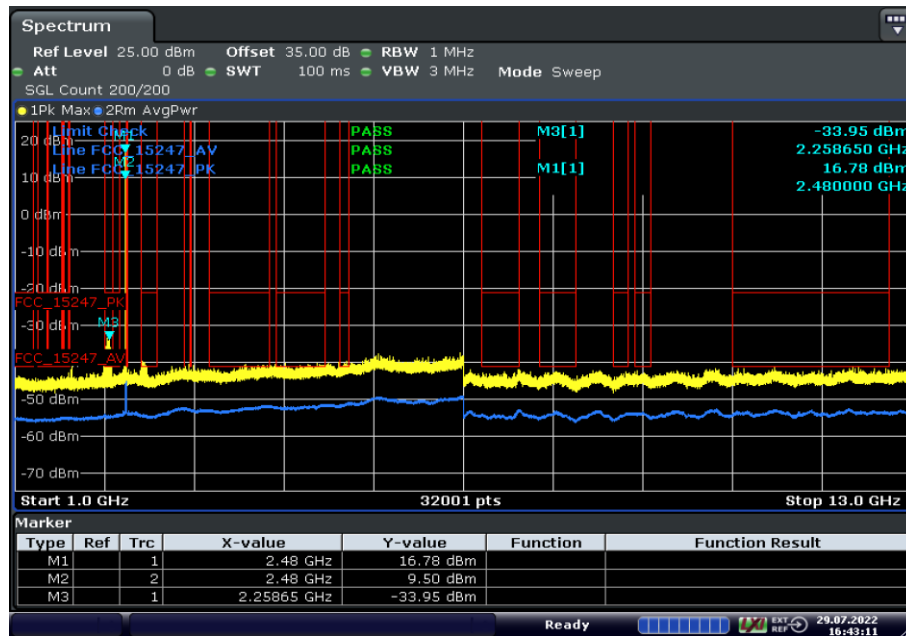 Spectrum
Ref Level 25.00 dBm Offset 35.00 dB RBW 1 MHz
Att 0 dB SWT 100 ms VBW 3 MHz Mode Sweep
SGL Count 200/200
1Pk Max 2Rm AvgPwr
Limit Check PASS M3[1] -33.95 dBm
20 dBm M1
Line FCC_15247_AV PASS 2.258650 GHz
Line FCC_15247_PK PASS M1[1] 16.78 dBm
M2
10 dBm 2.480000 GHz
0 dBm
-10 dBm
-20 dBm
FCC_15247_PK
-30 dBm M3
FCC_15247_AV
-50 dBm
-60 dBm
-70 dBm
Start 1.0 GHz 32001 pts Stop 13.0 GHz
Marker
Type Ref Trc X-value Y-value Function Function Result
M1 1 2.48 GHz 16.78 dBm
M2 2 2.48 GHz 9.50 dBm
M3 1 2.25865 GHz -33.95 dBm
Ready LXI EXT REF 29.07.2022
16:43:11